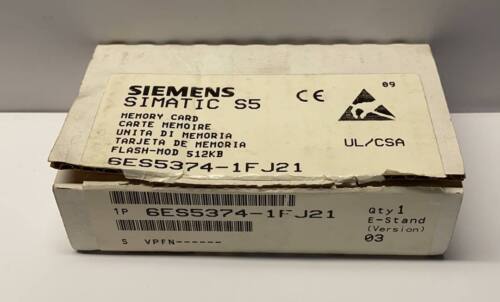 SIEMENS
SIMATIC S5
MEMORY CARD
CARTE MEMOIRE
UNITA DI MEMORIA
TARJETA DE MEMORIA
FLASH-MOD 512KB
6ES5374-1FJ21
CE
09
UL/CSA
1P 6ES5374-1FJ21
S VPFN------
Qty 1
E-Stand
(Version)
03